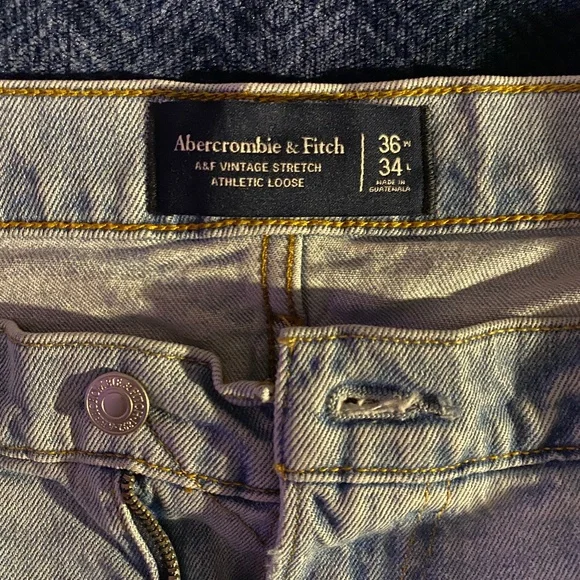 Abercrombie & Fitch
A&F VINTAGE STRETCH
ATHLETIC LOOSE
36 W
34 L
MADE IN
GUATEMALA